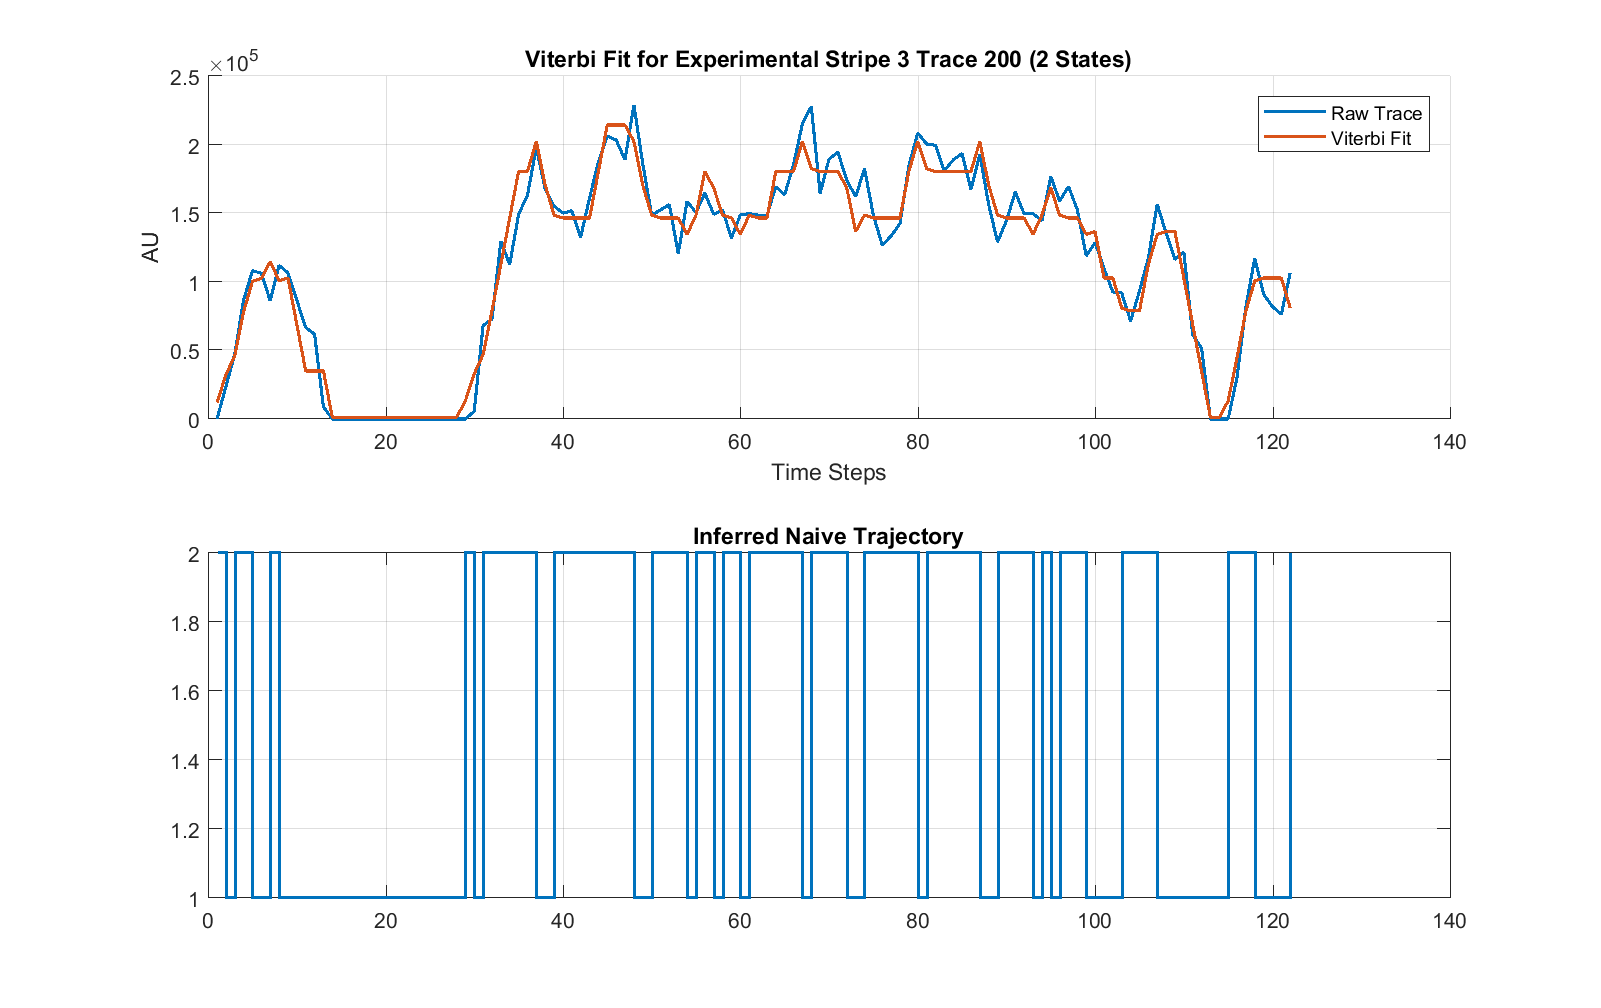 Viterbi Fit for Experimental Stripe 3 Trace 200 (2 States)
×10^5
2.5
2
1.5
1
0.5
0
AU
Raw Trace
Viterbi Fit
0 20 40 60 80 100 120 140
Time Steps
Inferred Naive Trajectory
2
1.8
1.6
1.4
1.2
1
0 20 40 60 80 100 120 140